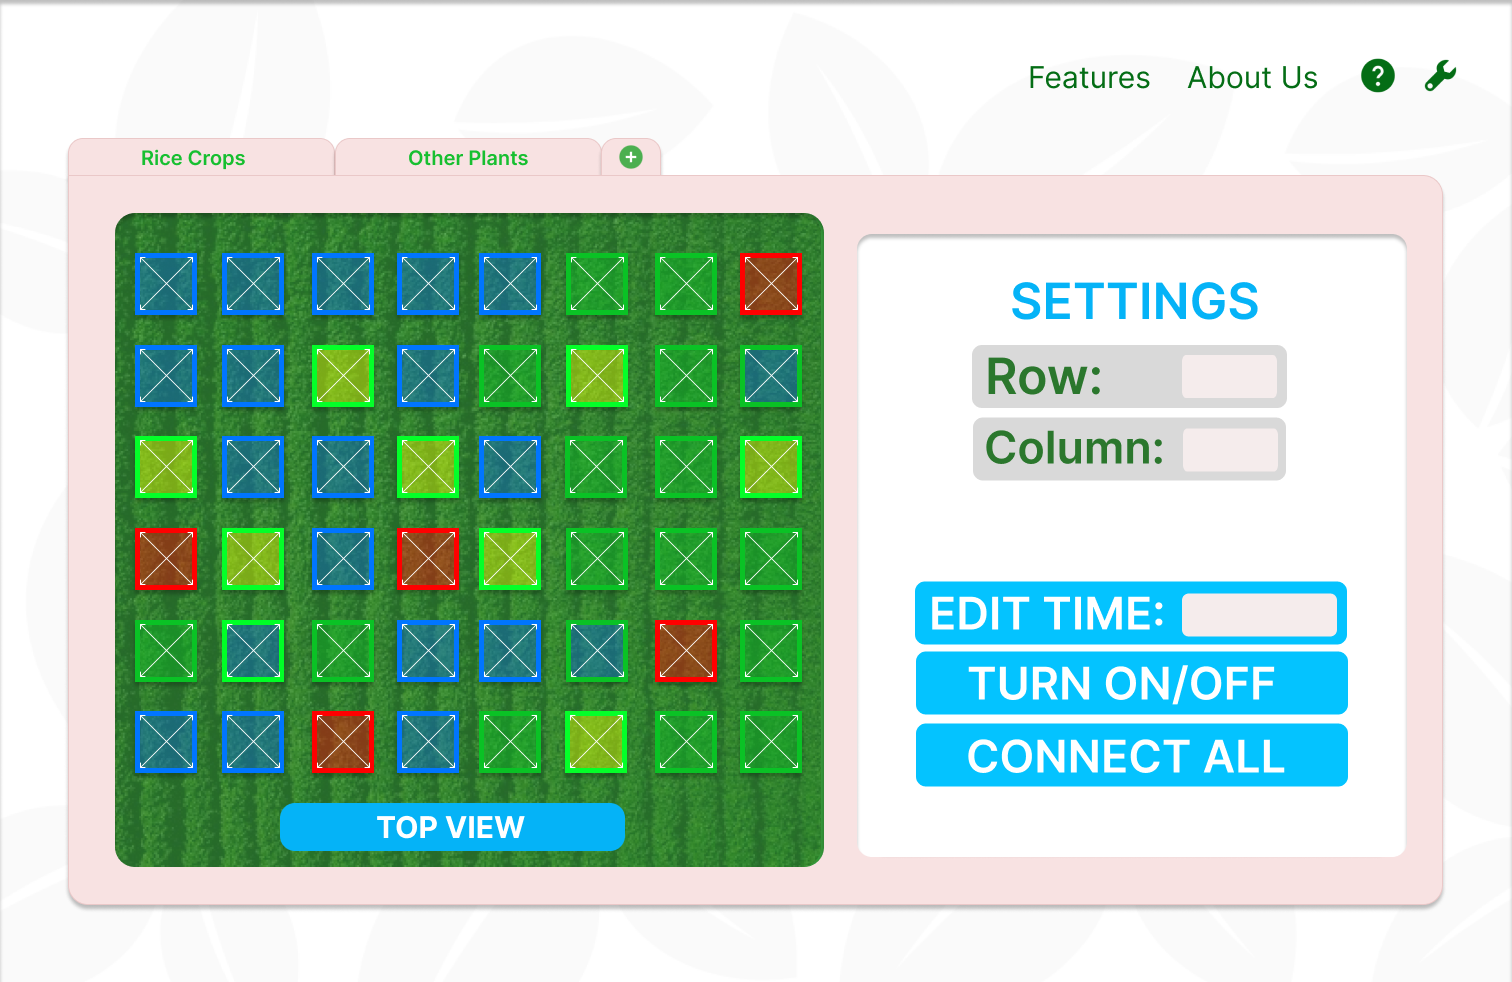 Features About Us
Rice Crops Other Plants
SETTINGS
Row:
Column:
EDIT TIME:
TURN ON/OFF
CONNECT ALL
TOP VIEW